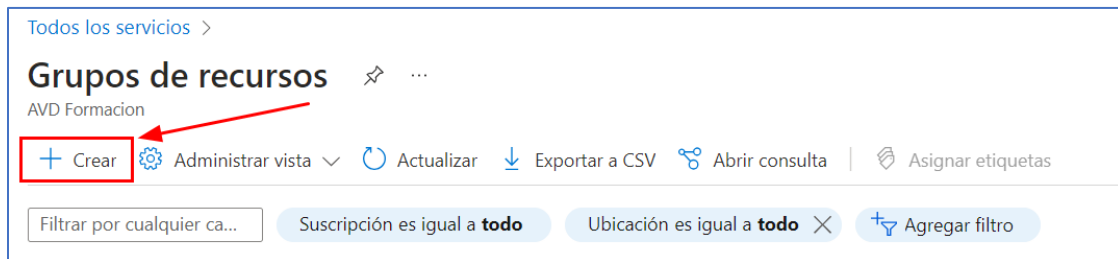 Todos los servicios >
Grupos de recursos ...
AVD Formacion
+ Crear Administrar vista Actualizar Exportar a CSV Abrir consulta Asignar etiquetas
Filtrar por cualquier ca... Suscripción es igual a todo Ubicación es igual a todo Agregar filtro